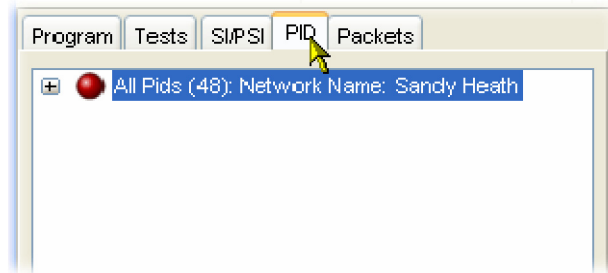 Program Tests SI/PSI PID Packets
All Pids (48): Network Name: Sandy Heath